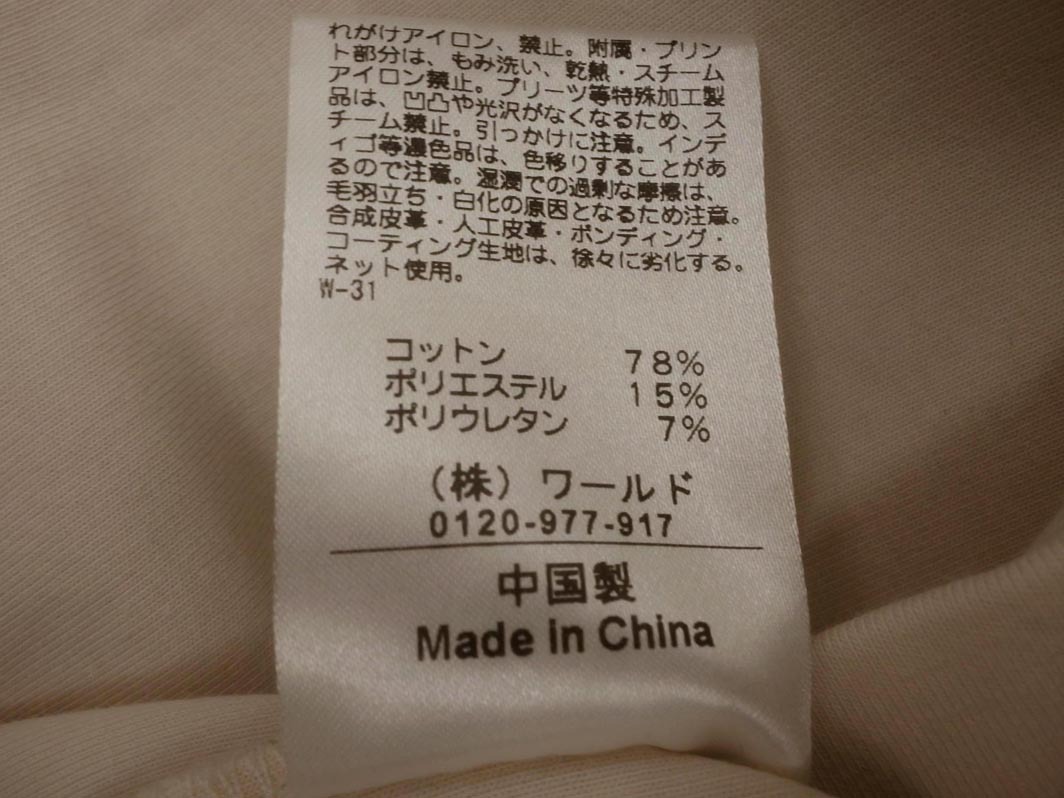 れがけアイロン、禁止。附属・プリン
ト部分は、もみ洗い、乾熱・スチーム
アイロン禁止。プリーツ等特殊加工製
品は、凹凸や光沢がなくなるため、ス
チーム禁止。引っかけに注意。インデ
ィゴ等濃色品は、色移りすることがあ
るので注意。湿潤での過剰な摩擦は、
毛羽立ち・白化の原因となるため注意。
合成皮革・人工皮革・ボンディング・
コーティング生地は、徐々に劣化する。
ネット使用。
W-31
コットン 78%
ポリエステル 15%
ポリウレタン 7%
(株)ワールド
0120-977-917
中国製
Made in China